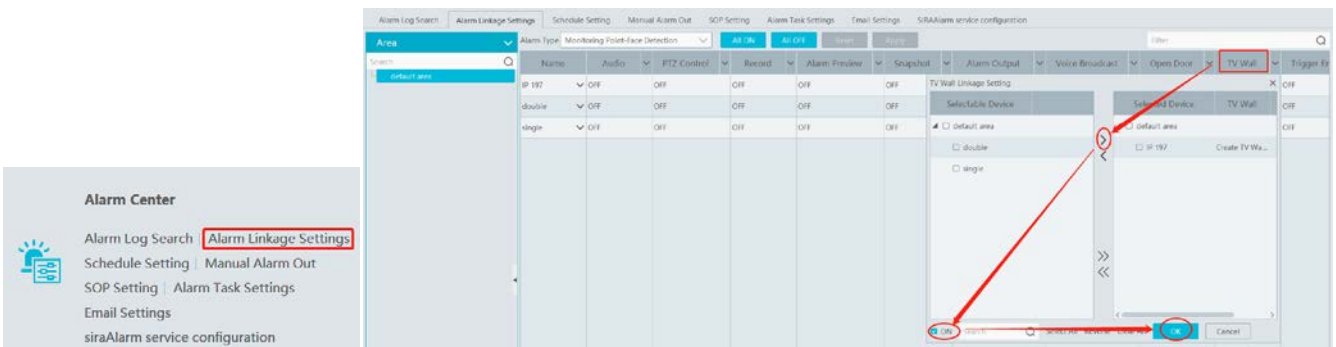 Alarm Center
Alarm Log Search | Alarm Linkage Settings
Schedule Setting | Manual Alarm Out
SOP Setting | Alarm Task Settings
Email Settings
siraAlarm service configuration
Alarm Log Search Alarm Linkage Settings Schedule Setting Manual Alarm Out SOP Setting Alarm Task Settings Email Settings SIRAAlarm service configuration
Area Alarm Type Monitoring Point-Face Detection All ON All OFF Reset Apply Filter
Search Name Audio PTZ Control Record Alarm Preview Snapshot Alarm Output Voice Broadcast Open Door TV Wall Trigger
default area
IP 197 OFF OFF OFF OFF OFF TV Wall Linkage Setting OFF
double OFF OFF OFF OFF OFF Selectable Device Selected Device TV Wall OFF
single OFF OFF OFF OFF OFF default area default area OFF
double IP 197 Create TV Wa...
single
ON Search Select All Reverse OK Cancel